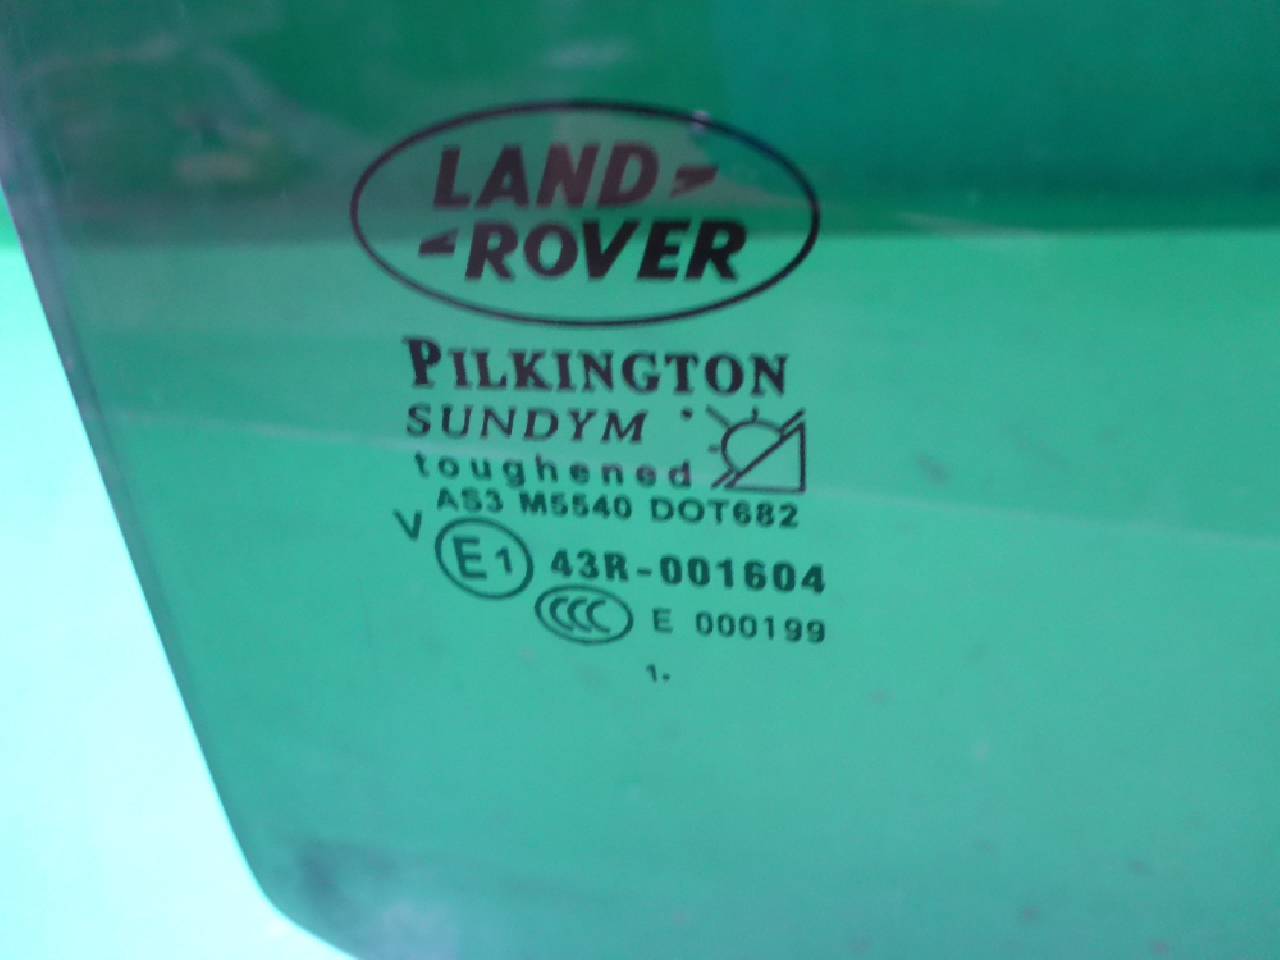 LAND
ROVER
PILKINGTON
SUNDYM
toughened
AS3 M5540 DOT682
V
E1 43R-001604
CCC E 000199
1.